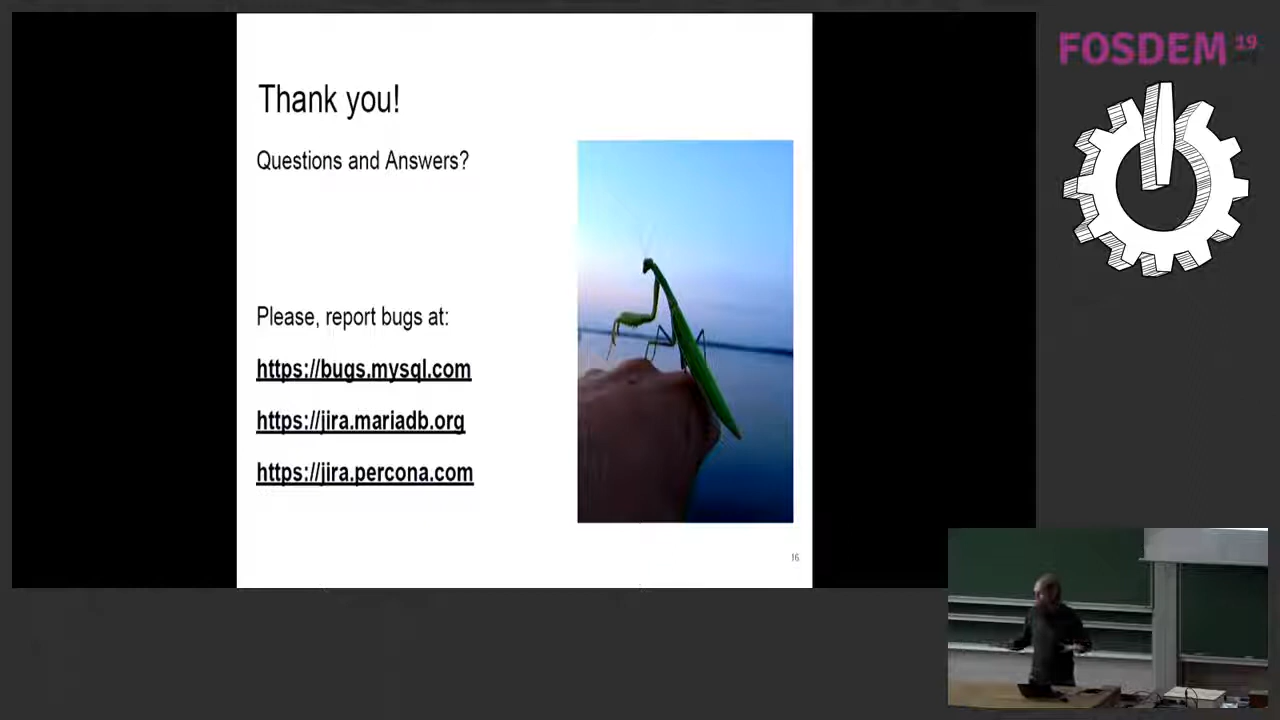 Thank you!
Questions and Answers?
Please, report bugs at:
https://bugs.mysql.com
https://jira.mariadb.org
https://jira.percona.com
16
FOSDEM 19